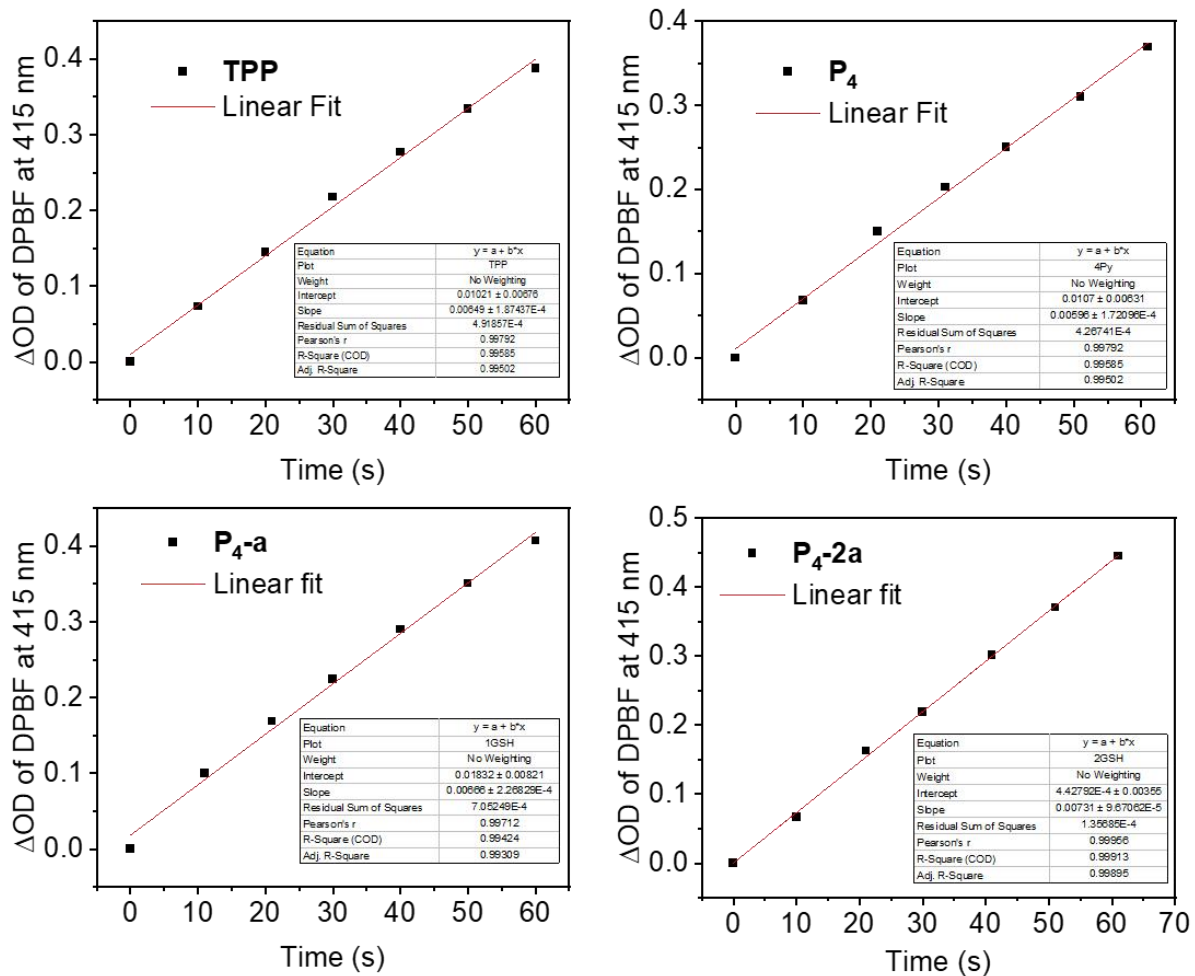 ΔOD of DPBF at 415 nm
0.4
0.3
0.2
0.1
0.0
TPP
Linear Fit
Equation y = a + b*x
Plot TPP
Weight No Weighting
Intercept 0.01021 ± 0.00676
Slope 0.00649 ± 1.87437E-4
Residual Sum of Squares 4.91857E-4
Pearson's r 0.99792
R-Square (COD) 0.99585
Adj. R-Square 0.99502
0 10 20 30 40 50 60
Time (s)
ΔOD of DPBF at 415 nm
0.4
0.3
0.2
0.1
0.0
P₄
Linear Fit
Equation y = a + b*x
Plot 4Py
Weight No Weighting
Intercept 0.0107 ± 0.00631
Slope 0.00596 ± 1.72096E-4
Residual Sum of Squares 4.26741E-4
Pearson's r 0.99792
R-Square (COD) 0.99585
Adj. R-Square 0.99502
0 10 20 30 40 50 60
Time (s)
ΔOD of DPBF at 415 nm
0.4
0.3
0.2
0.1
0.0
P₄-a
Linear fit
Equation y = a + b*x
Plot 1GSH
Weight No Weighting
Intercept 0.01832 ± 0.00821
Slope 0.00666 ± 2.26829E-4
Residual Sum of Squares 7.05249E-4
Pearson's r 0.99712
R-Square (COD) 0.99424
Adj. R-Square 0.99309
0 10 20 30 40 50 60
Time (s)
ΔOD of DPBF at 415 nm
0.5
0.4
0.3
0.2
0.1
0.0
P₄-2a
Linear fit
Equation y = a + b*x
Plot 2GSH
Weight No Weighting
Intercept 4.42792E-4 ± 0.00355
Slope 0.00731 ± 9.67062E-5
Residual Sum of Squares 1.35685E-4
Pearson's r 0.99956
R-Square (COD) 0.99913
Adj. R-Square 0.99895
0 10 20 30 40 50 60 70
Time (s)